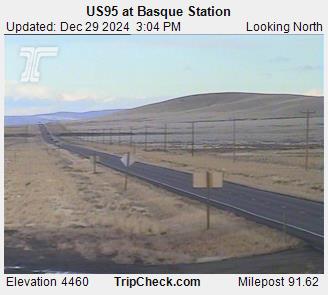 US95 at Basque Station
Updated: Dec 29 2024 3:04 PM Looking North
Elevation 4460 TripCheck.com Milepost 91.62